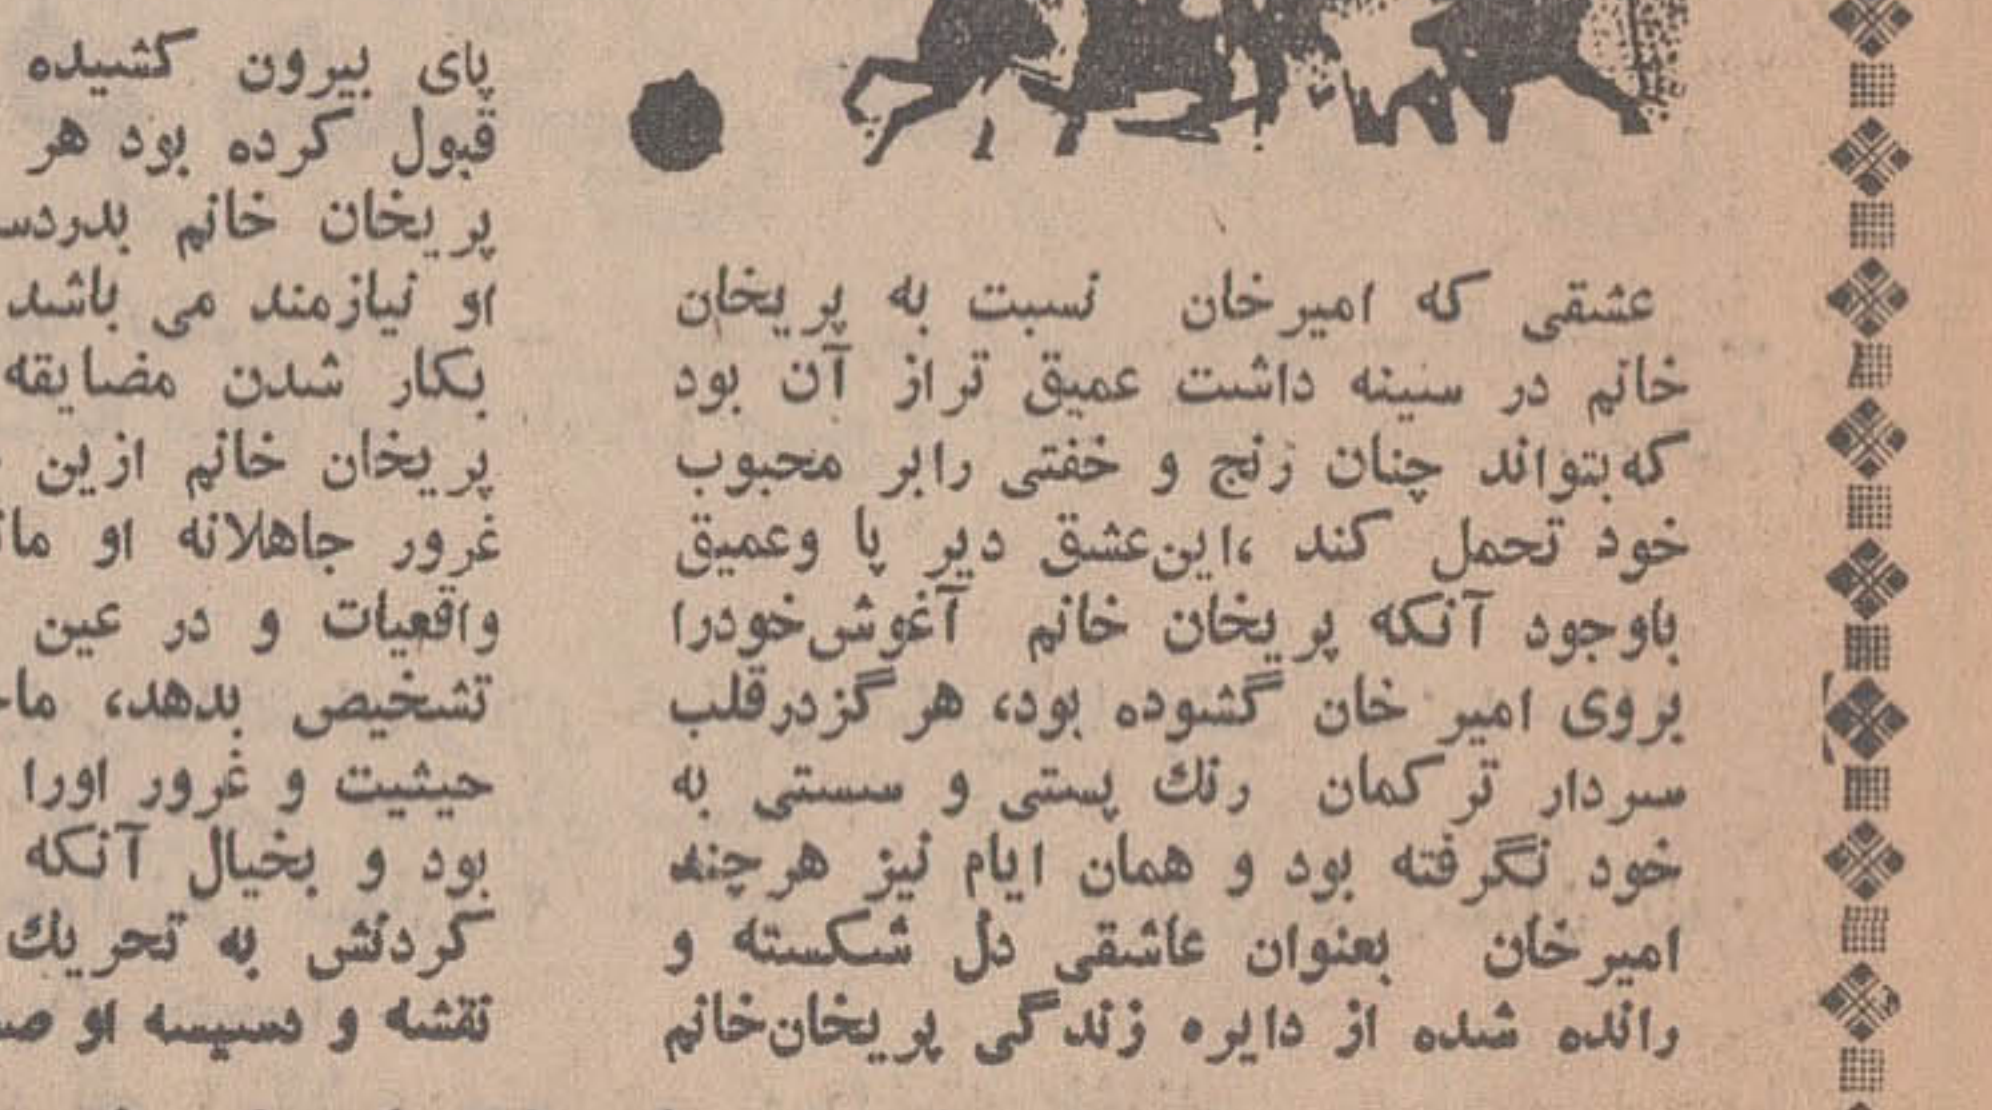 عشقی که امیرخان نسبت به پریخان
خانم در سینه داشت عمیق تراز آن بود
که بتواند چنان رنج و خفتی رابر محبوب
خود تحمل کند ،این عشق دیر پا وعمیق
باوجود آنکه پریخان خانم آغوش خودرا
بروی امیر خان گشوده بود، هرگز درقلب
سردار ترکمان رنك پستی و سستی به
خود نگرفته بود و همان ایام نیز هرچند
امیرخان بعنوان عاشقی دل شکسته و
رانده شده از دایره زندگی پریخان خانم
پای بیرون کشیده
قبول کرده بود هر
پریخان خانم
او نیازمند می باشد
بکار شدن مضایقه
پریخان خانم ازین
غرور جاهلانه او
واقعیات و در عین
تشخیص بدهد،
حیثیت و غرور اورا
بود و بخیال آنکه
کردنش به تحریك
نقشه و دسیسه او